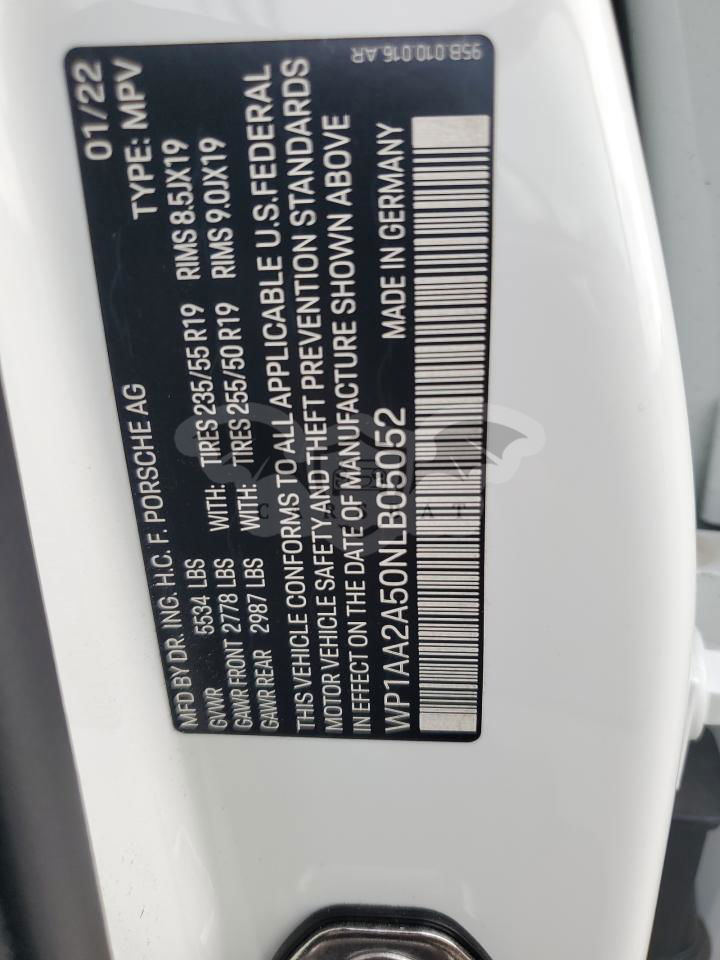 MFD BY DR. ING. H.C. F. PORSCHE AG 01/22
GVWR 5534 LBS TYPE: MPV
GAWR FRONT 2778 LBS WITH: TIRES 235/55 R19 RIMS 8.5JX19
GAWR REAR 2987 LBS WITH: TIRES 255/50 R19 RIMS 9.0JX19
THIS VEHICLE CONFORMS TO ALL APPLICABLE U.S.FEDERAL
MOTOR VEHICLE SAFETY AND THEFT PREVENTION STANDARDS
IN EFFECT ON THE DATE OF MANUFACTURE SHOWN ABOVE
WP1AA2A50NLB05052 MADE IN GERMANY
95B.010.016.AR